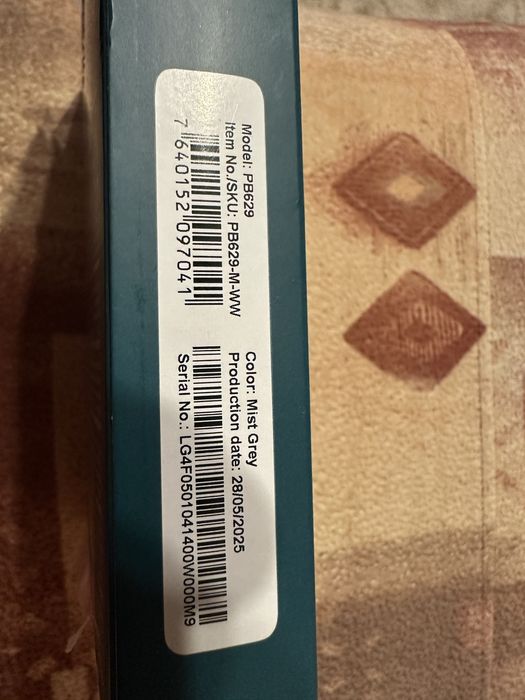 Model: PB629
Item No./SKU: PB629-M-WW
7 640152 097041
Color: Mist Grey
Production date: 28/05/2025
Serial No.: LG4F0501041400W000M9